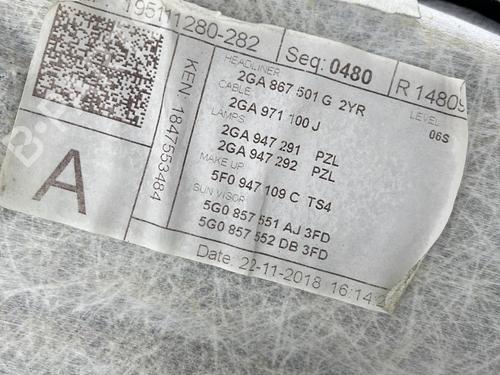 195111280-282
Seq: 0480
R 14809
KEN: 1847553484
A
HEADLINER
2GA 867 501 G 2YR
CABLE
2GA 971 100 J
LAMPS
2GA 947 291 PZL
2GA 947 292 PZL
MAKE UP
5F0 947 109 C TS4
SUN VISOR
5G0 857 551 AJ 3FD
5G0 857 552 DB 3FD
LEVEL
06S
Date: 22-11-2018 16:14:2